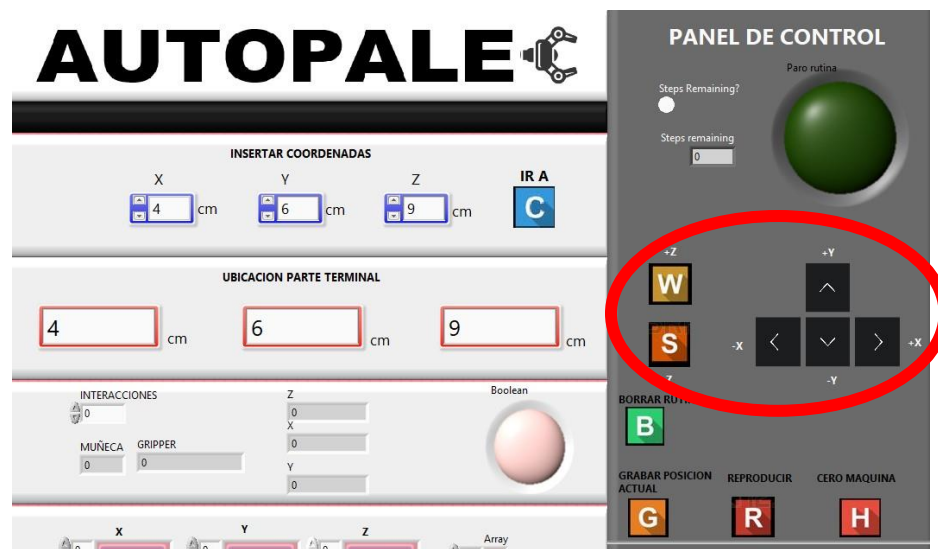 AUTOPALE
PANEL DE CONTROL
Paro rutina
Steps Remaining?
Steps remaining
0
INSERTAR COORDENADAS
X Y Z IR A
4 cm 6 cm 9 cm C
UBICACION PARTE TERMINAL
4 cm 6 cm 9 cm
+Z +Y
W
S -X +X
-Y
INTERACCIONES Z Boolean
0 0
X
MUÑECA GRIPPER 0
0 0 Y
0
B
GRABAR POSICION
ACTUAL
REPRODUCIR CERO MAQUINA
G R H
X Y Z Array